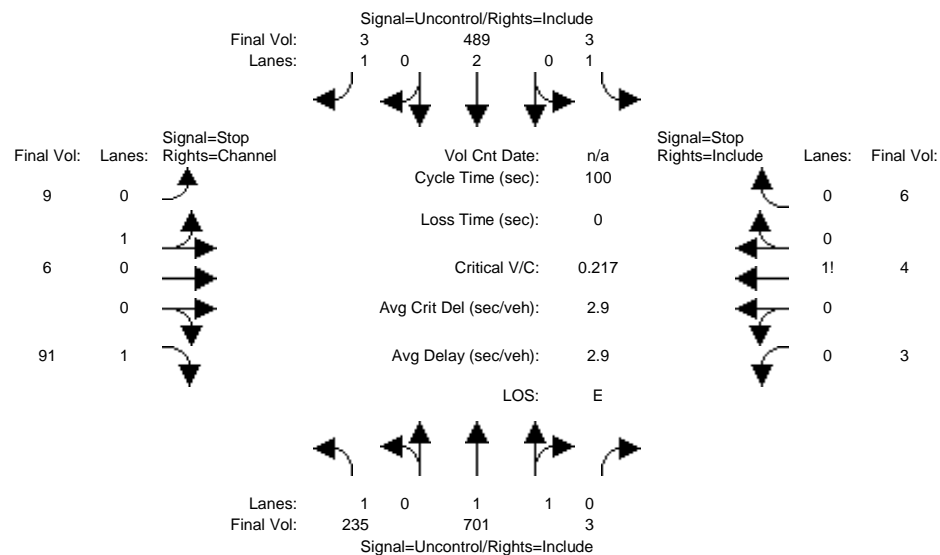 Signal=Uncontrol/Rights=Include
Final Vol: 3 489 3
Lanes: 1 0 2 0 1
Signal=Stop Signal=Stop
Final Vol: Lanes: Rights=Channel Vol Cnt Date: n/a Rights=Include Lanes: Final Vol:
Cycle Time (sec): 100
9 0 0 6
Loss Time (sec): 0
1 0
6 0 Critical V/C: 0.217 1! 4
0 Avg Crit Del (sec/veh): 2.9 0
91 1 Avg Delay (sec/veh): 2.9 0 3
LOS: E
Lanes: 1 0 1 1 0
Final Vol: 235 701 3
Signal=Uncontrol/Rights=Include